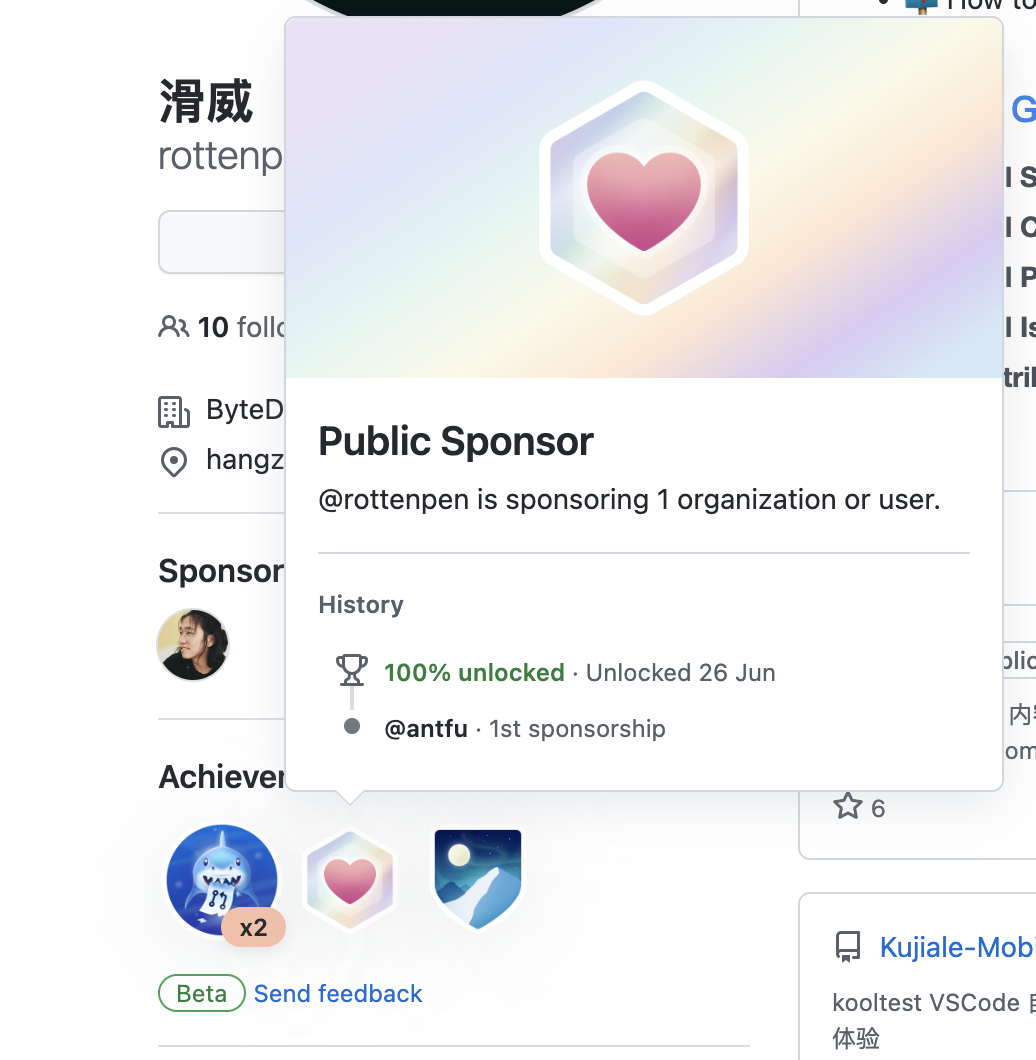 How to
滑威
rottenp
10 follo
ByteD
hangz
Sponsor
Public Sponsor
@rottenpen is sponsoring 1 organization or user.
History
100% unlocked · Unlocked 26 Jun
@antfu · 1st sponsorship
Achiever
x2
Beta Send feedback
G
l S
l C
l P
l Is
trib
blic
内
om
6
Kujiale-Mobi
kooltest VSCode
体验